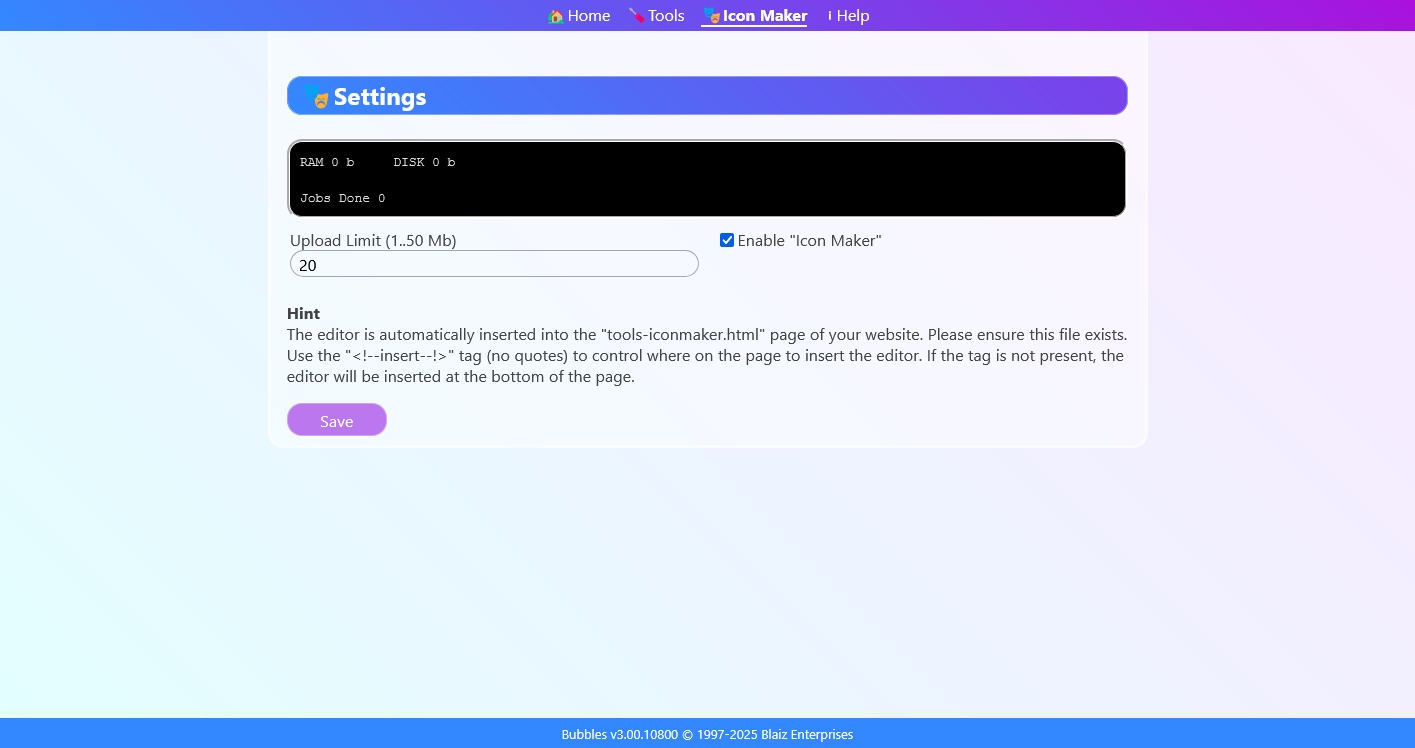 Home Tools Icon Maker Help
Settings
RAM 0 b DISK 0 b
Jobs Done 0
Upload Limit (1..50 Mb)
Enable "Icon Maker"
20
Hint
The editor is automatically inserted into the "tools-iconmaker.html" page of your website. Please ensure this file exists.
Use the "<!--insert--!>" tag (no quotes) to control where on the page to insert the editor. If the tag is not present, the
editor will be inserted at the bottom of the page.
Save
Bubbles v3.00.10800 © 1997-2025 Blaiz Enterprises